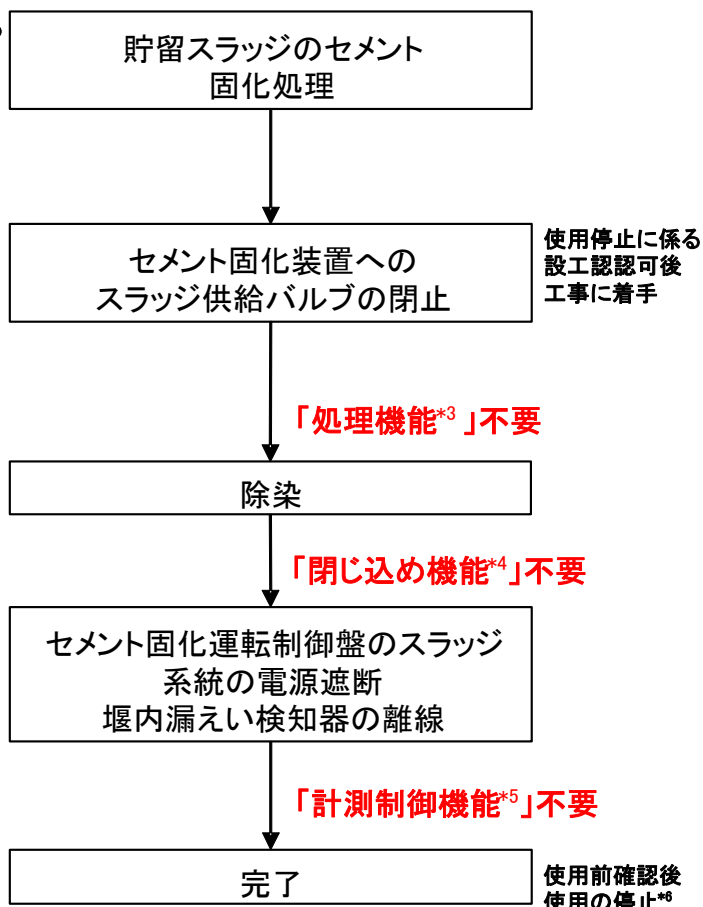 貯留スラッジのセメント
固化処理
セメント固化装置への
スラッジ供給バルブの閉止
使用停止に係る
設工認認可後
工事に着手
「処理機能*3 」不要
除染
「閉じ込め機能*4」不要
セメント固化運転制御盤のスラッジ
系統の電源遮断
堰内漏えい検知器の離線
「計測制御機能*5」不要
完了
使用前確認後
使用の停止*6